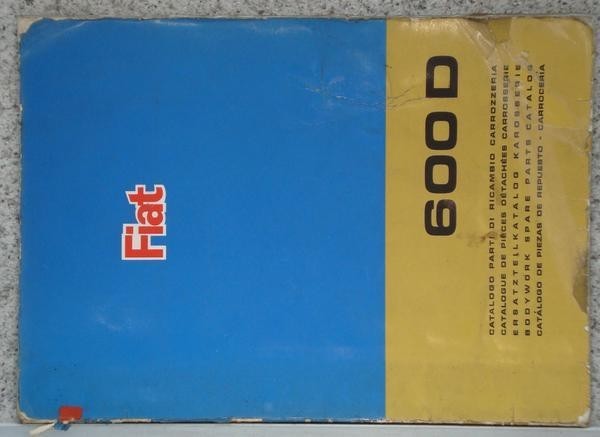 Fiat
600 D
CATALOGO PARTI DI RICAMBIO CARROZZERIA
CATALOGUE DE PIÈCES DÉTACHÉES CARROSSERIE
ERSATZTEILKATALOG KAROSSERIE
BODYWORK SPARE PARTS CATALOG
CATÁLOGO DE PIEZAS DE REPUESTO - CARROCERÍA